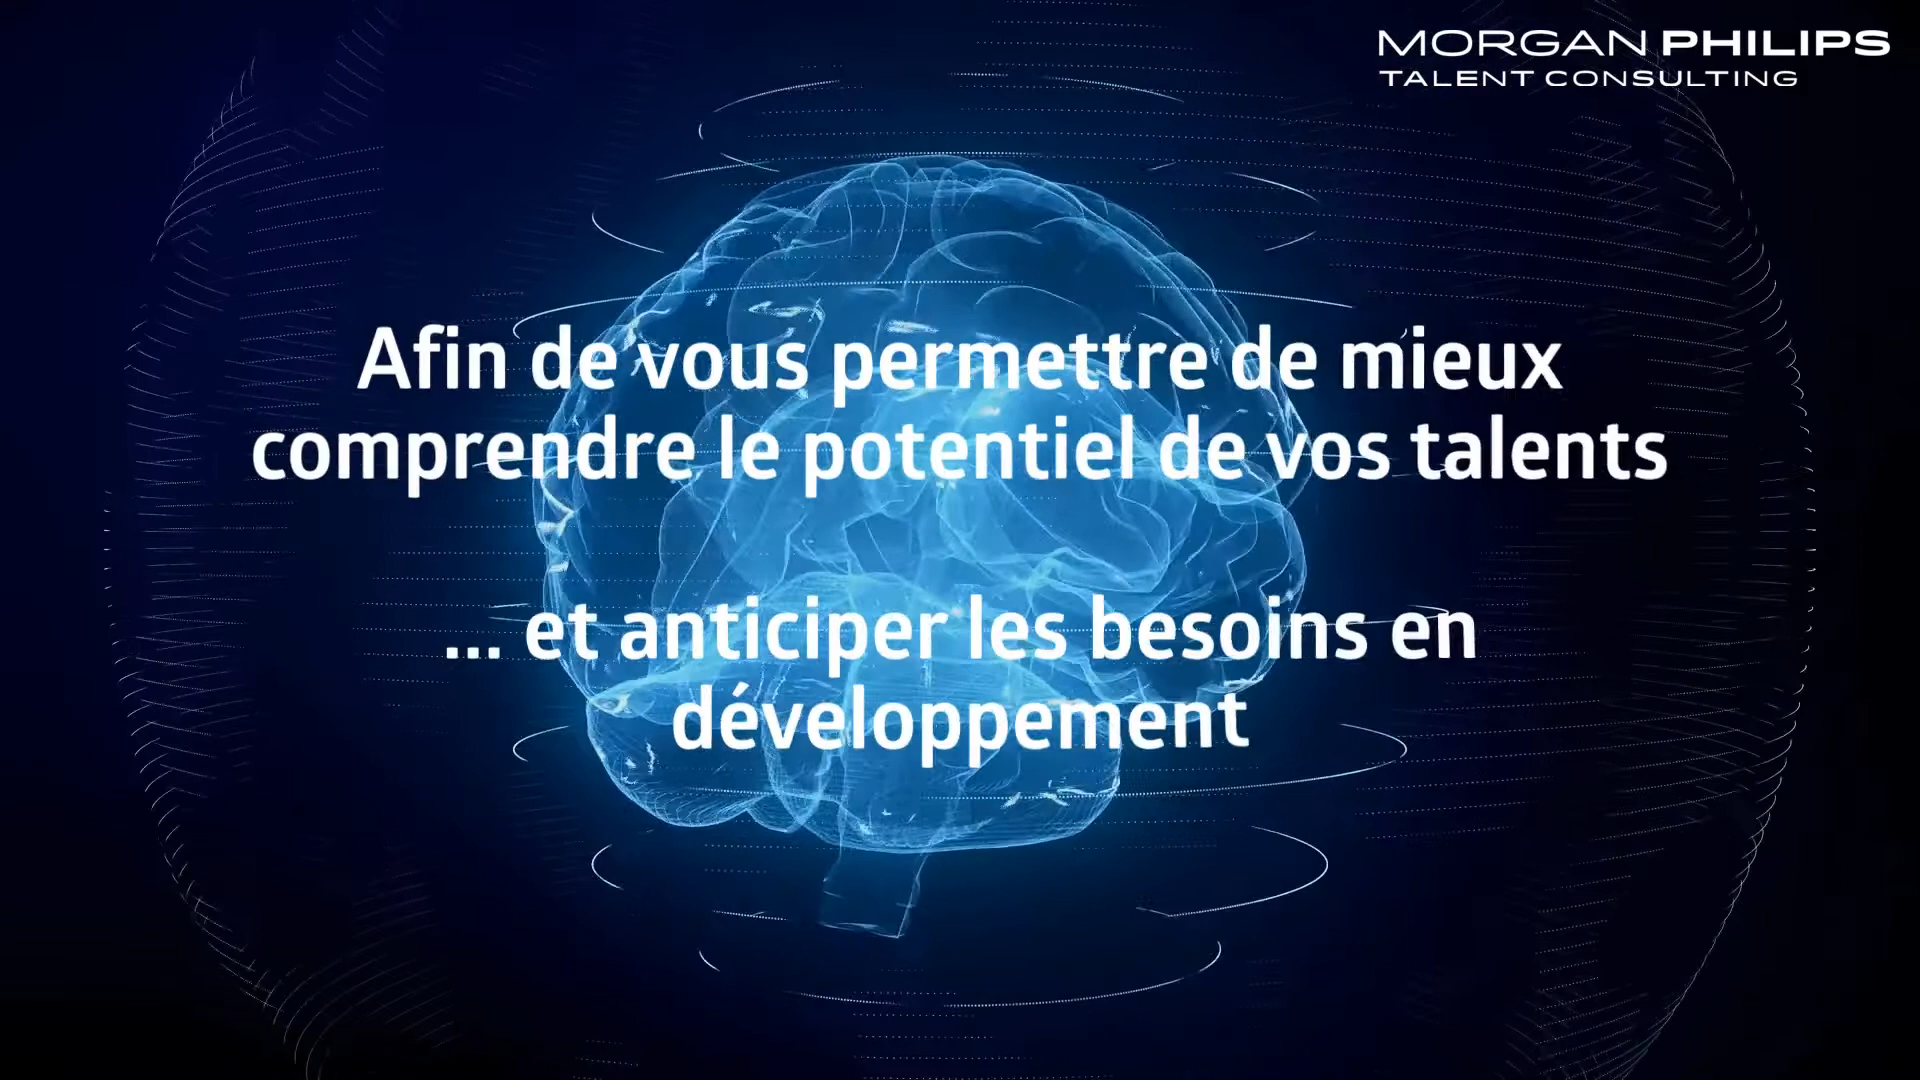 MORGAN PHILIPS
TALENT CONSULTING
Afin de vous permettre de mieux
comprendre le potentiel de vos talents
... et anticiper les besoins en
développement